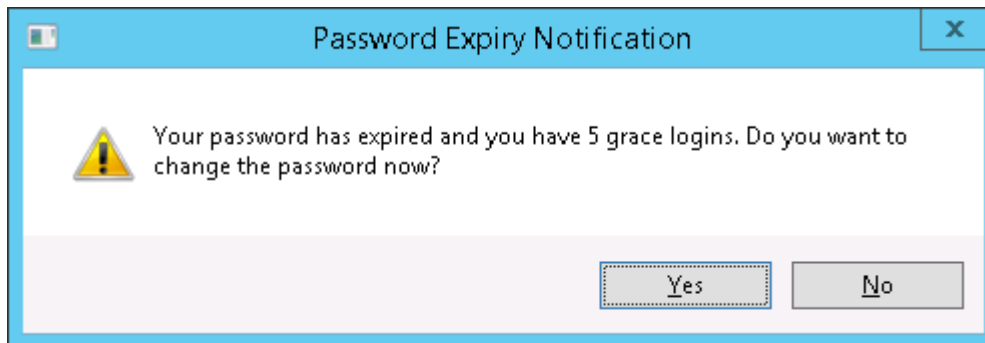 Password Expiry Notification
x
Your password has expired and you have 5 grace logins. Do you want to
change the password now?
Yes
No